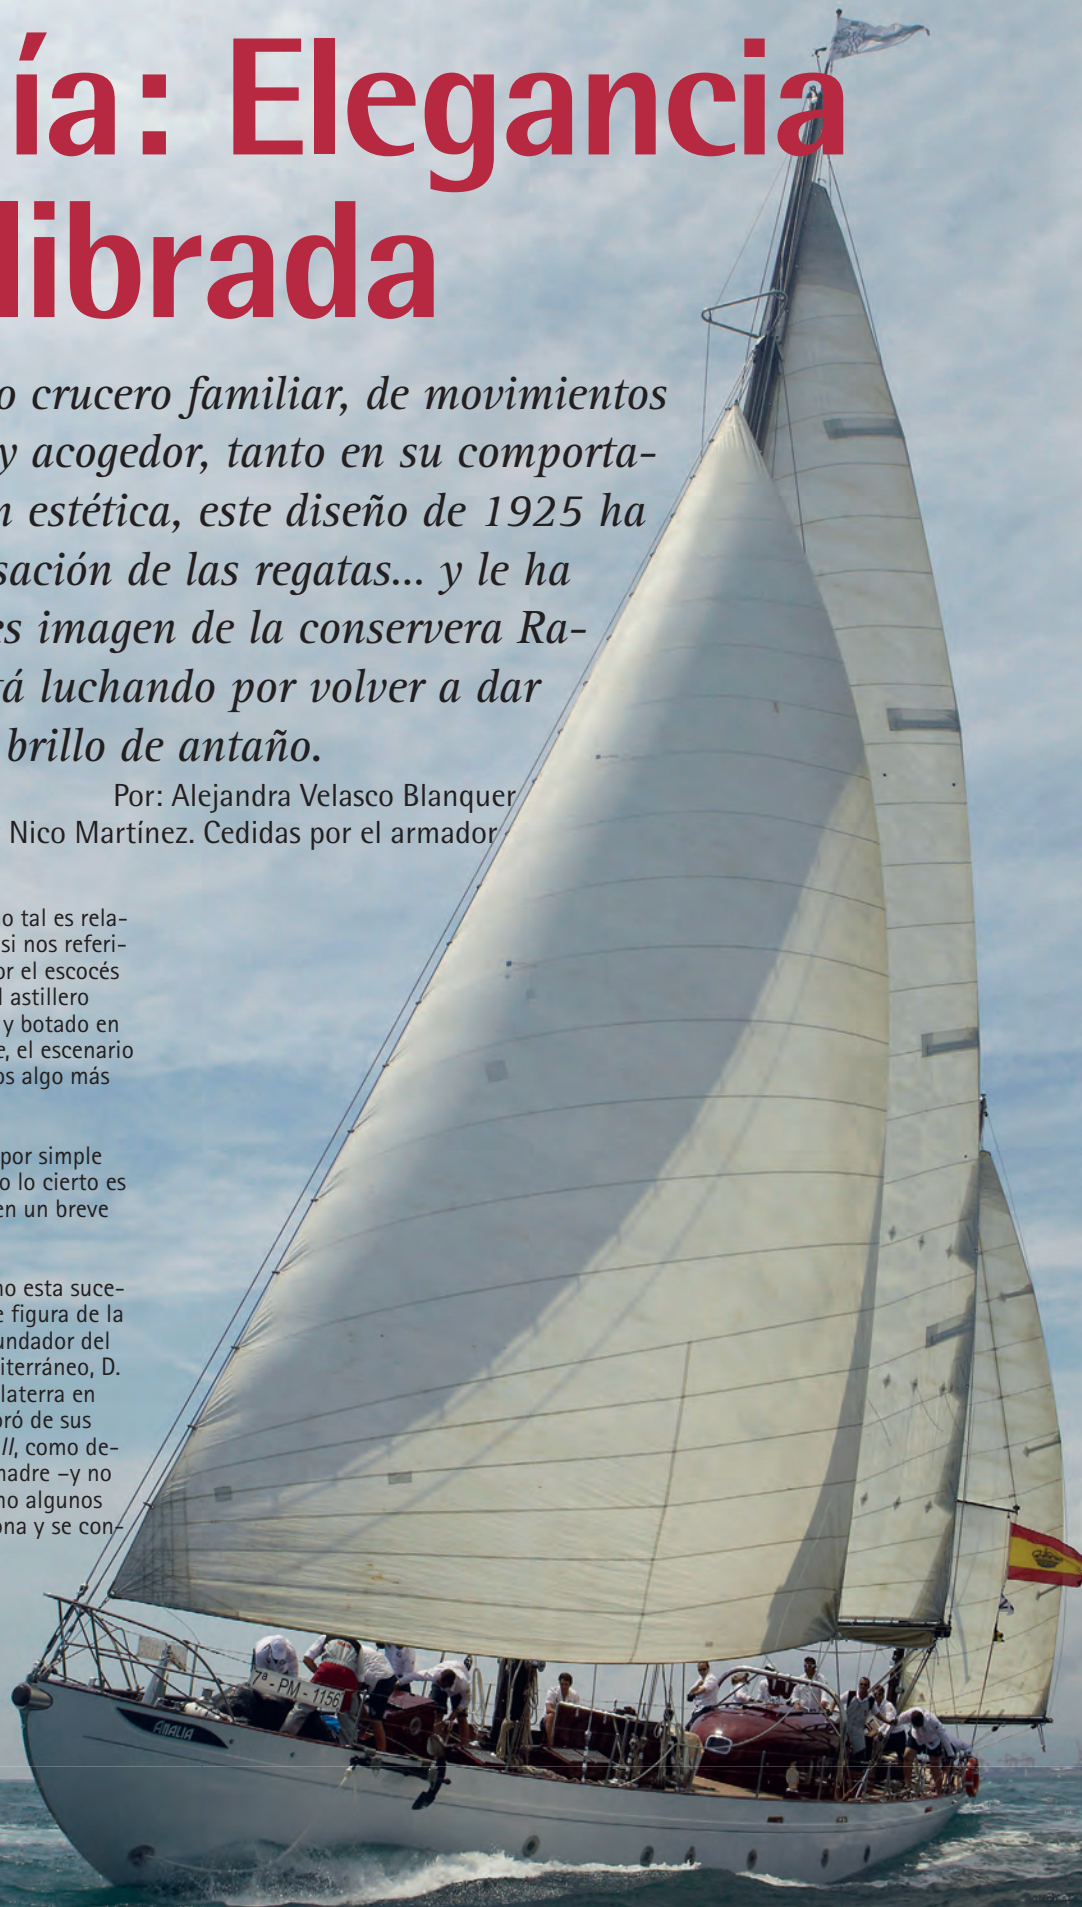 ía: Elegancia
librada
o crucero familiar, de movimientos
y acogedor, tanto en su comporta-
n estética, este diseño de 1925 ha
sación de las regatas... y le ha
es imagen de la conservera Ra-
tá luchando por volver a dar
brillo de antaño.
Por: Alejandra Velasco Blanquer
Nico Martínez. Cedidas por el armador
o tal es rela-
si nos referi-
or el escocés
l astillero
y botado en
e, el escenario
os algo más
por simple
o lo cierto es
en un breve
no esta suce-
e figura de la
undador del
iterráneo, D.
laterra en
oró de sus
II, como de-
nadre –y no
no algunos
ona y se con-
7ª - PM - 1156
AMALIA